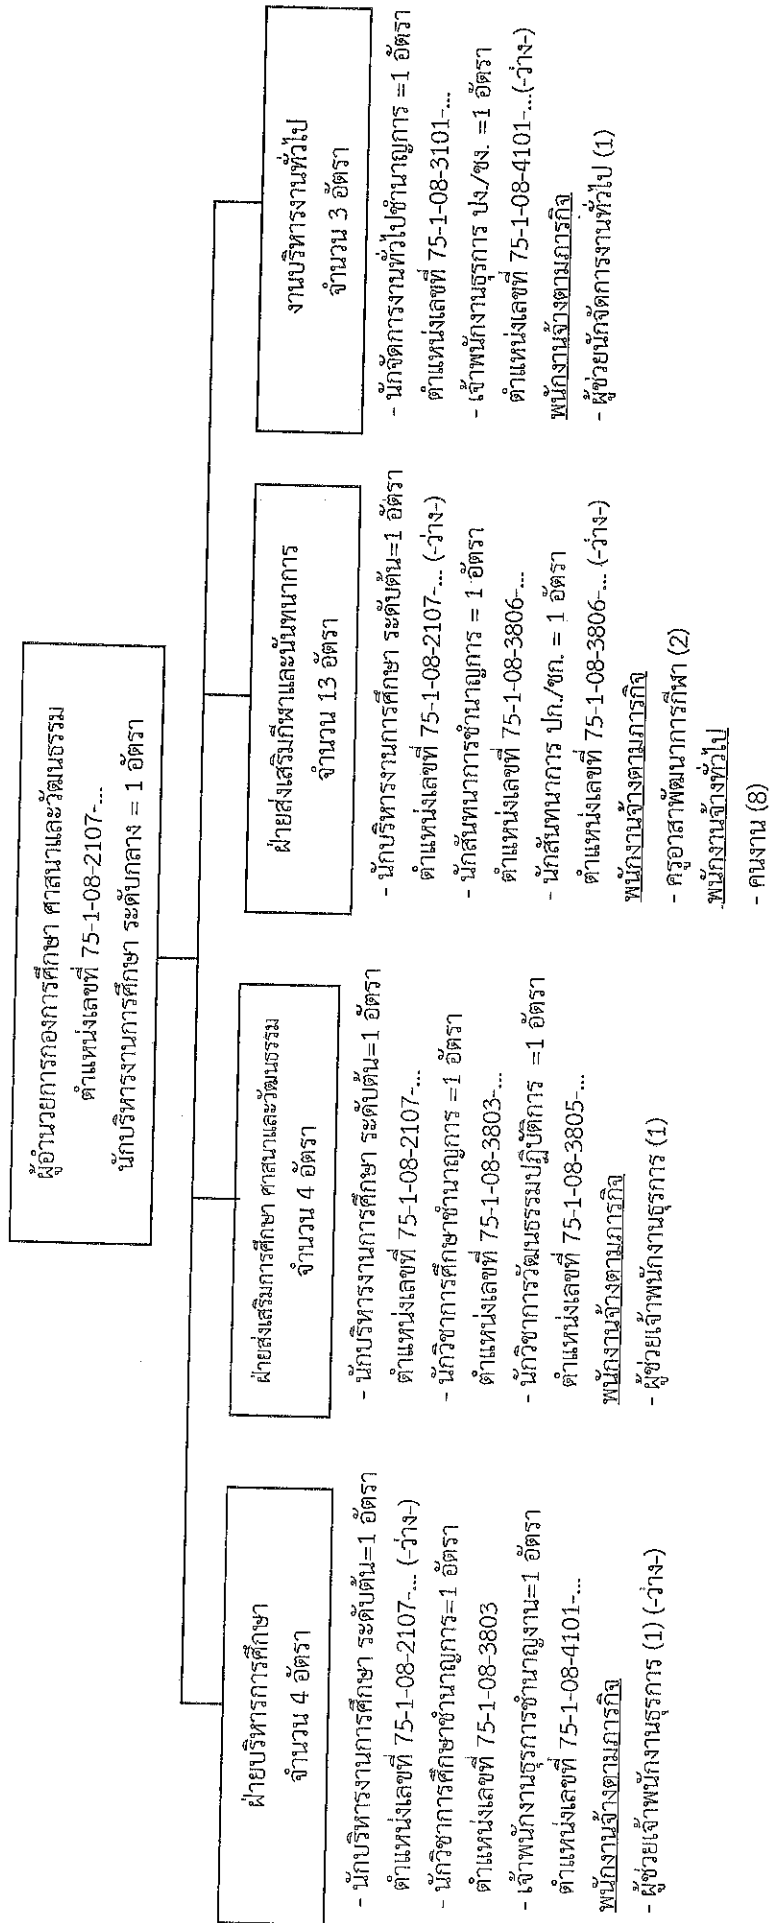 ผู้อำนวยการกองการศึกษา ศาสนาและวัฒนธรรม
ตำแหน่งเลขที่ 75-1-08-2107-...
นักบริหารงานการศึกษา ระดับกลาง = 1 อัตรา
ฝ่ายบริหารการศึกษา
จำนวน 4 อัตรา
- นักบริหารงานการศึกษา ระดับต้น=1 อัตรา
ตำแหน่งเลขที่ 75-1-08-2107-... (-ว่าง-)
- นักวิชาการศึกษาชำนาญการ=1 อัตรา
ตำแหน่งเลขที่ 75-1-08-3803
- เจ้าพนักงานธุรการชำนาญงาน=1 อัตรา
ตำแหน่งเลขที่ 75-1-08-4101-...
พนักงานจ้างตามภารกิจ
- ผู้ช่วยเจ้าพนักงานธุรการ (1) (-ว่าง-)
ฝ่ายส่งเสริมการศึกษา ศาสนาและวัฒนธรรม
จำนวน 4 อัตรา
- นักบริหารงานการศึกษา ระดับต้น=1 อัตรา
ตำแหน่งเลขที่ 75-1-08-2107-...
- นักวิชาการศึกษาชำนาญการ =1 อัตรา
ตำแหน่งเลขที่ 75-1-08-3803-...
- นักวิชาการวัฒนธรรมปฏิบัติการ =1 อัตรา
ตำแหน่งเลขที่ 75-1-08-3805-...
พนักงานจ้างตามภารกิจ
- ผู้ช่วยเจ้าพนักงานธุรการ (1)
ฝ่ายส่งเสริมกีฬาและนันทนาการ
จำนวน 13 อัตรา
- นักบริหารงานการศึกษา ระดับต้น=1 อัตรา
ตำแหน่งเลขที่ 75-1-08-2107-... (-ว่าง-)
- นักสันทนาการชำนาญการ = 1 อัตรา
ตำแหน่งเลขที่ 75-1-08-3806-...
- นักสันทนาการ ปก./ชก. = 1 อัตรา
ตำแหน่งเลขที่ 75-1-08-3806-... (-ว่าง-)
พนักงานจ้างตามภารกิจ
- ครูอาสาพัฒนาการกีฬา (2)
พนักงานจ้างทั่วไป
- คนงาน (8)
งานบริหารงานทั่วไป
จำนวน 3 อัตรา
- นักจัดการงานทั่วไปชำนาญการ =1 อัตรา
ตำแหน่งเลขที่ 75-1-08-3101-...
- เจ้าพนักงานธุรการ ปง./ชง. =1 อัตรา
ตำแหน่งเลขที่ 75-1-08-4101-...(-ว่าง-)
พนักงานจ้างตามภารกิจ
- ผู้ช่วยนักจัดการงานทั่วไป (1)